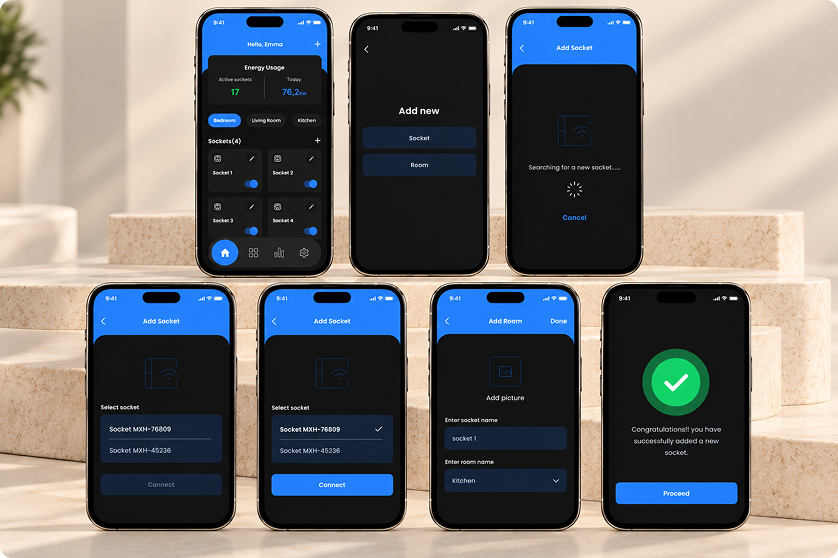 9:41
Hello, Emma
+
Energy Usage
Active sockets
Today
17
76,2kw
Bedroom
Living Room
Kitchen
Sockets(4)
+
Socket 1
Socket 2
Socket 3
Socket 4
9:41
Add new
Socket
Room
9:41
Add Socket
Searching for a new socket......
Cancel
9:41
Add Socket
Select socket
Socket MXH-76809
Socket MXH-45236
Connect
9:41
Add Socket
Select socket
Socket MXH-76809
Socket MXH-45236
Connect
9:41
Add Room
Done
Add picture
Enter socket name
socket 1
Enter room name
Kitchen
9:41
Congratulations!! you have
successfully added a new
socket.
Proceed